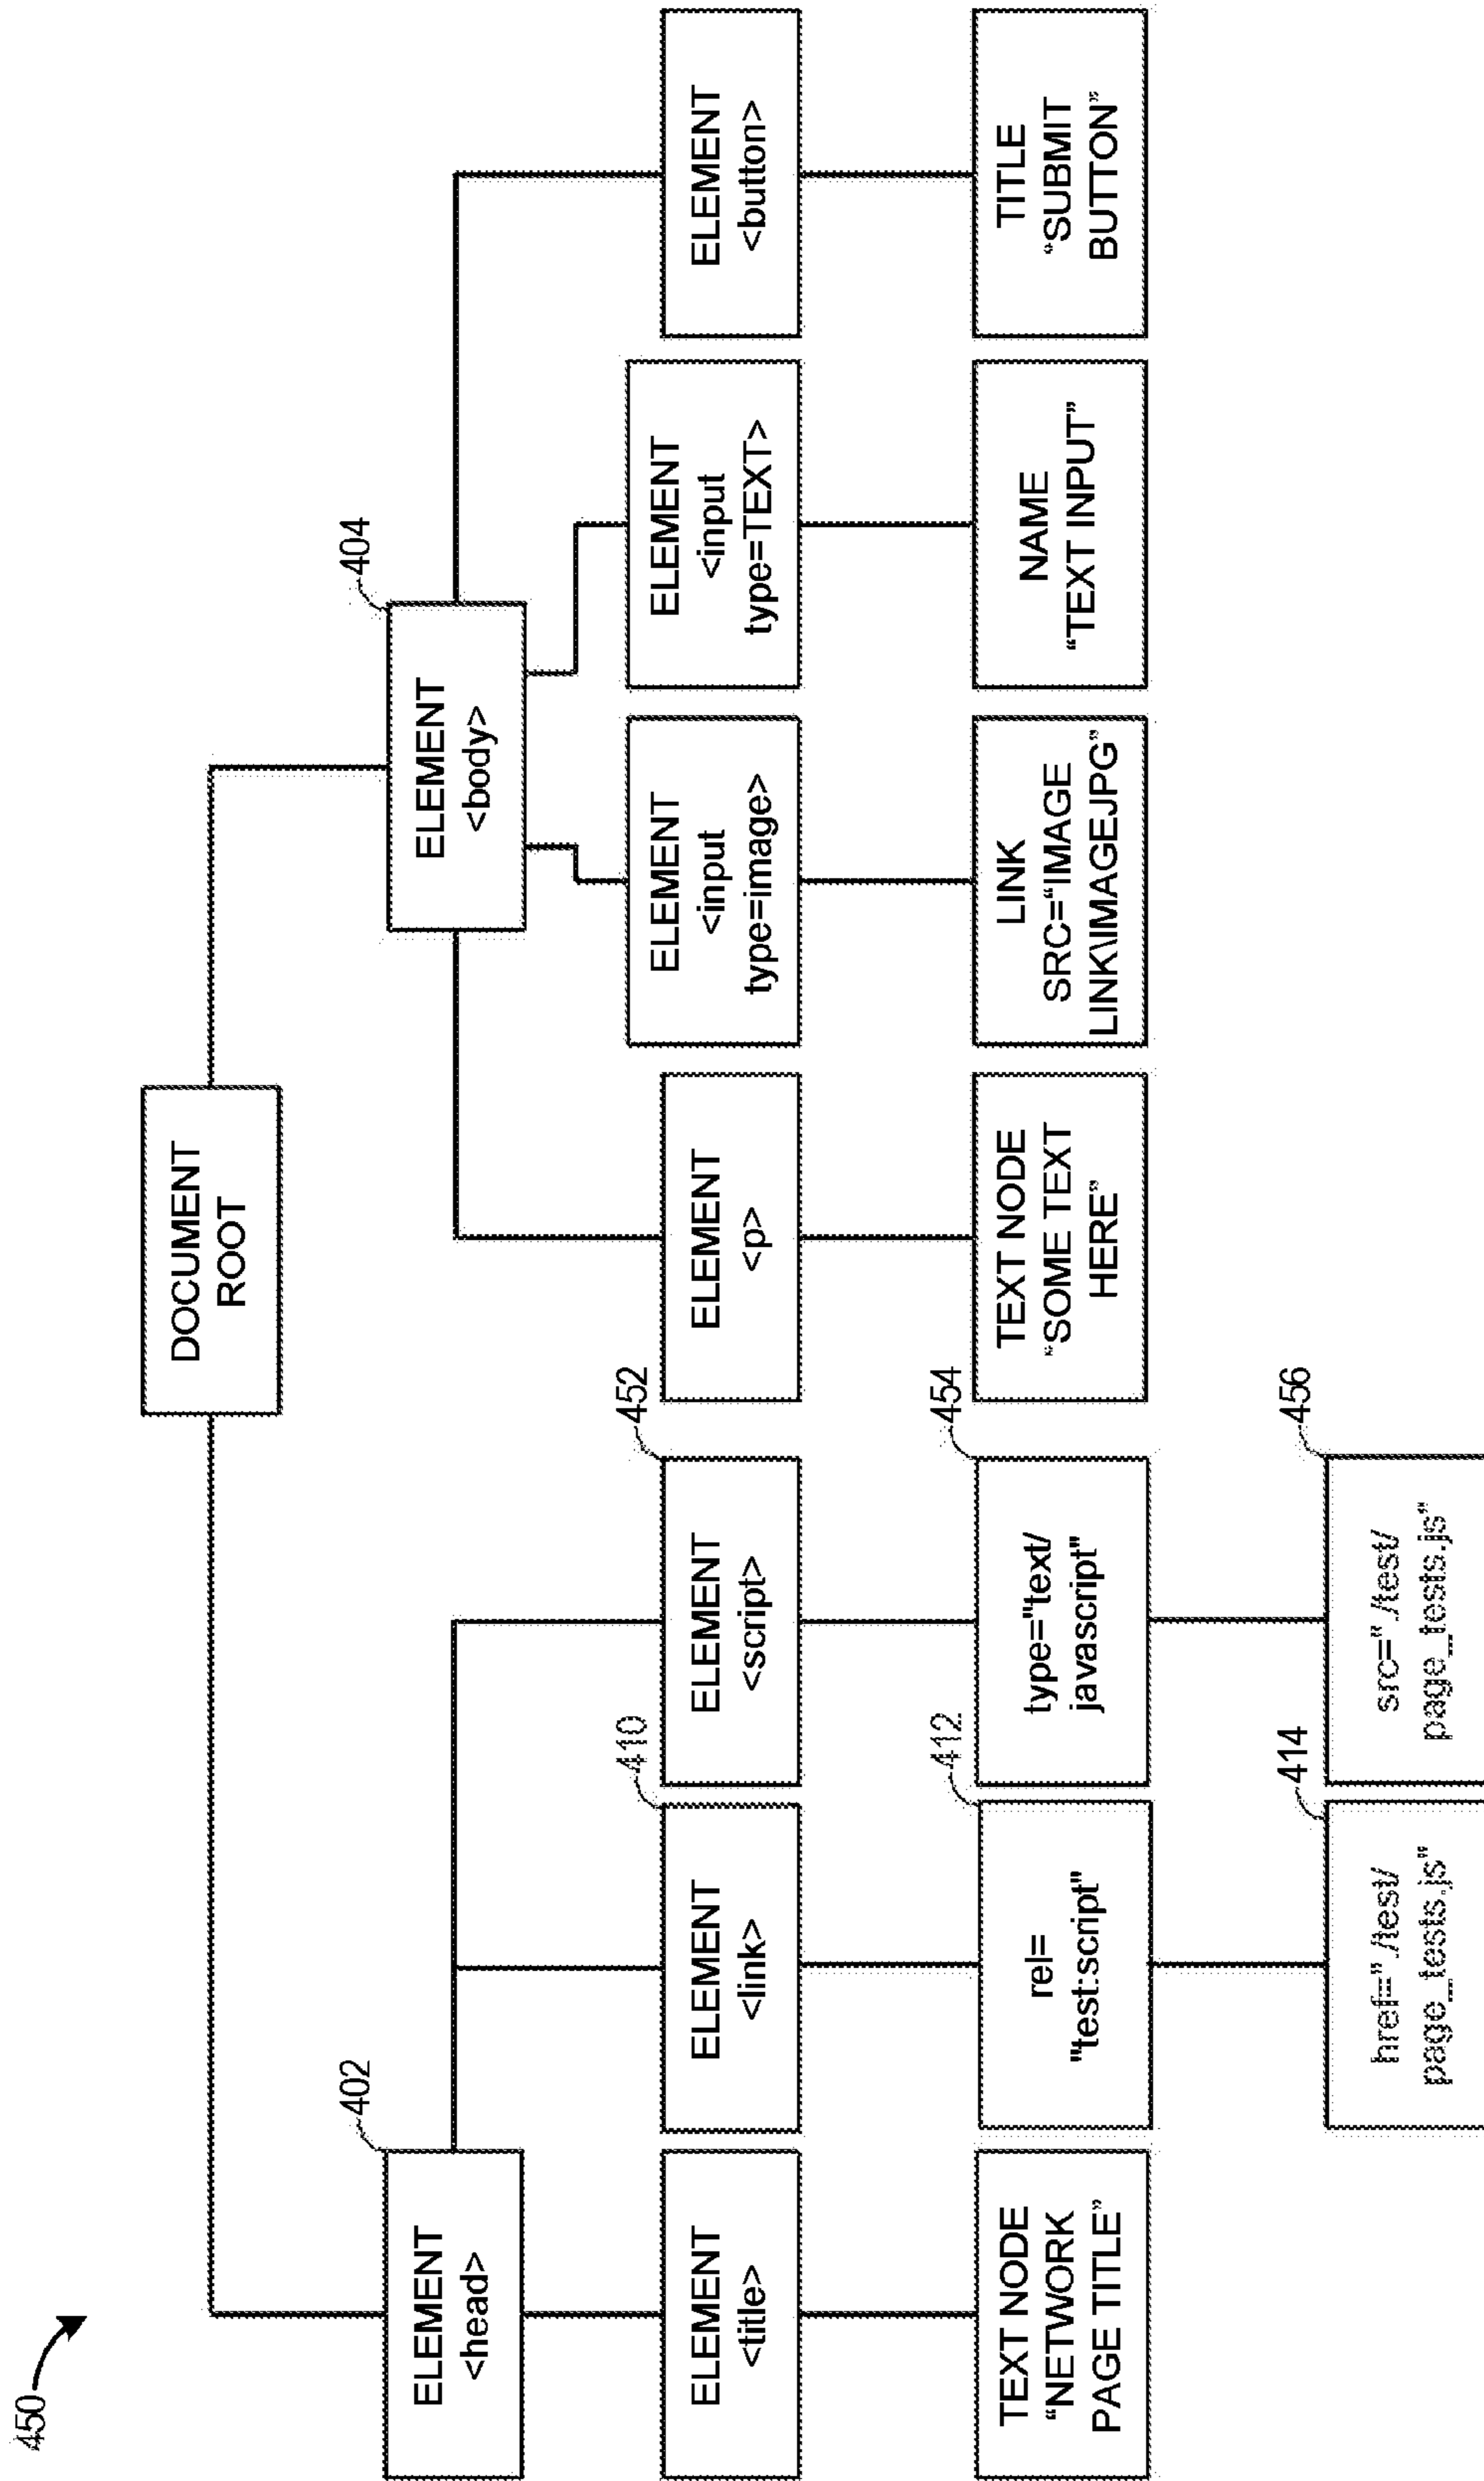 450
DOCUMENT
ROOT
402
ELEMENT
<head>
404
ELEMENT
<body>
ELEMENT
<title>
410
ELEMENT
<link>
452
ELEMENT
<script>
ELEMENT
<p>
ELEMENT
<input
type=image>
ELEMENT
<input
type=TEXT>
ELEMENT
<button>
TEXT NODE
“NETWORK
PAGE TITLE”
412
rel=
"test:script"
454
type="text/
javascript"
TEXT NODE
“SOME TEXT
HERE”
LINK
SRC=“IMAGE
LINK\IMAGEJPG”
NAME
“TEXT INPUT”
TITLE
“SUBMIT
BUTTON”
414
href="./test/
page_tests.js"
456
src="./test/
page_tests.js"